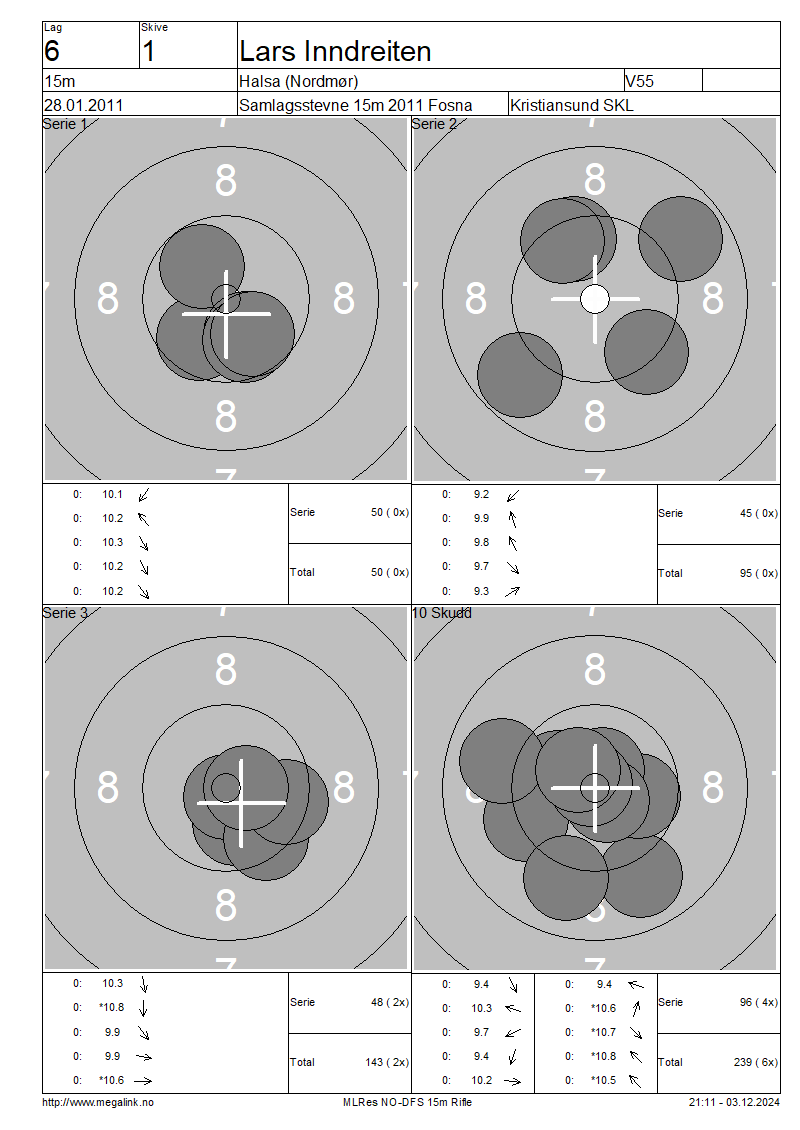 Lag
Skive
6
1
Lars Inndreiten
15m
Halsa (Nordmør)
V55
28.01.2011
Samlagsstevne 15m 2011 Fosna
Kristiansund SKL
Serie 1
8
8
8
8
7
Serie 2
8
8
8
8
7
0: 10.1
0: 10.2
0: 10.3
0: 10.2
0: 10.2
Serie 50 ( 0x)
Total 50 ( 0x)
0: 9.2
0: 9.9
0: 9.8
0: 9.7
0: 9.3
Serie 45 ( 0x)
Total 95 ( 0x)
Serie 3
8
8
8
8
7
10 Skudd
8
8
7
0: 10.3
0: *10.8
0: 9.9
0: 9.9
0: *10.6
Serie 48 ( 2x)
Total 143 ( 2x)
0: 9.4
0: 10.3
0: 9.7
0: 9.4
0: 10.2
0: 9.4
0: *10.6
0: *10.7
0: *10.8
0: *10.5
Serie 96 ( 4x)
Total 239 ( 6x)
http://www.megalink.no
MLRes NO-DFS 15m Rifle
21:11 - 03.12.2024